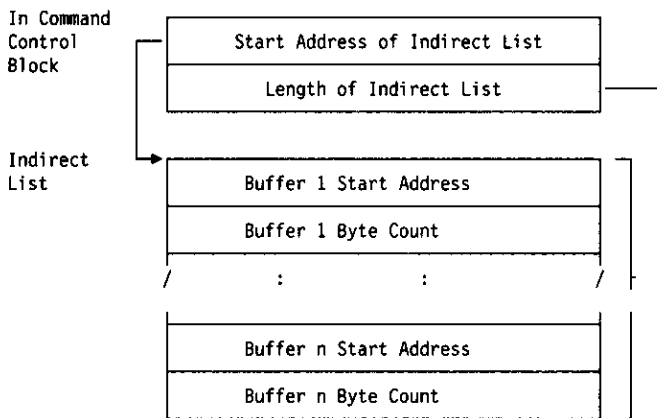 In Command
Control
Block
Start Address of Indirect List
Length of Indirect List
Indirect
List
Buffer 1 Start Address
Buffer 1 Byte Count
/ : : /
Buffer n Start Address
Buffer n Byte Count